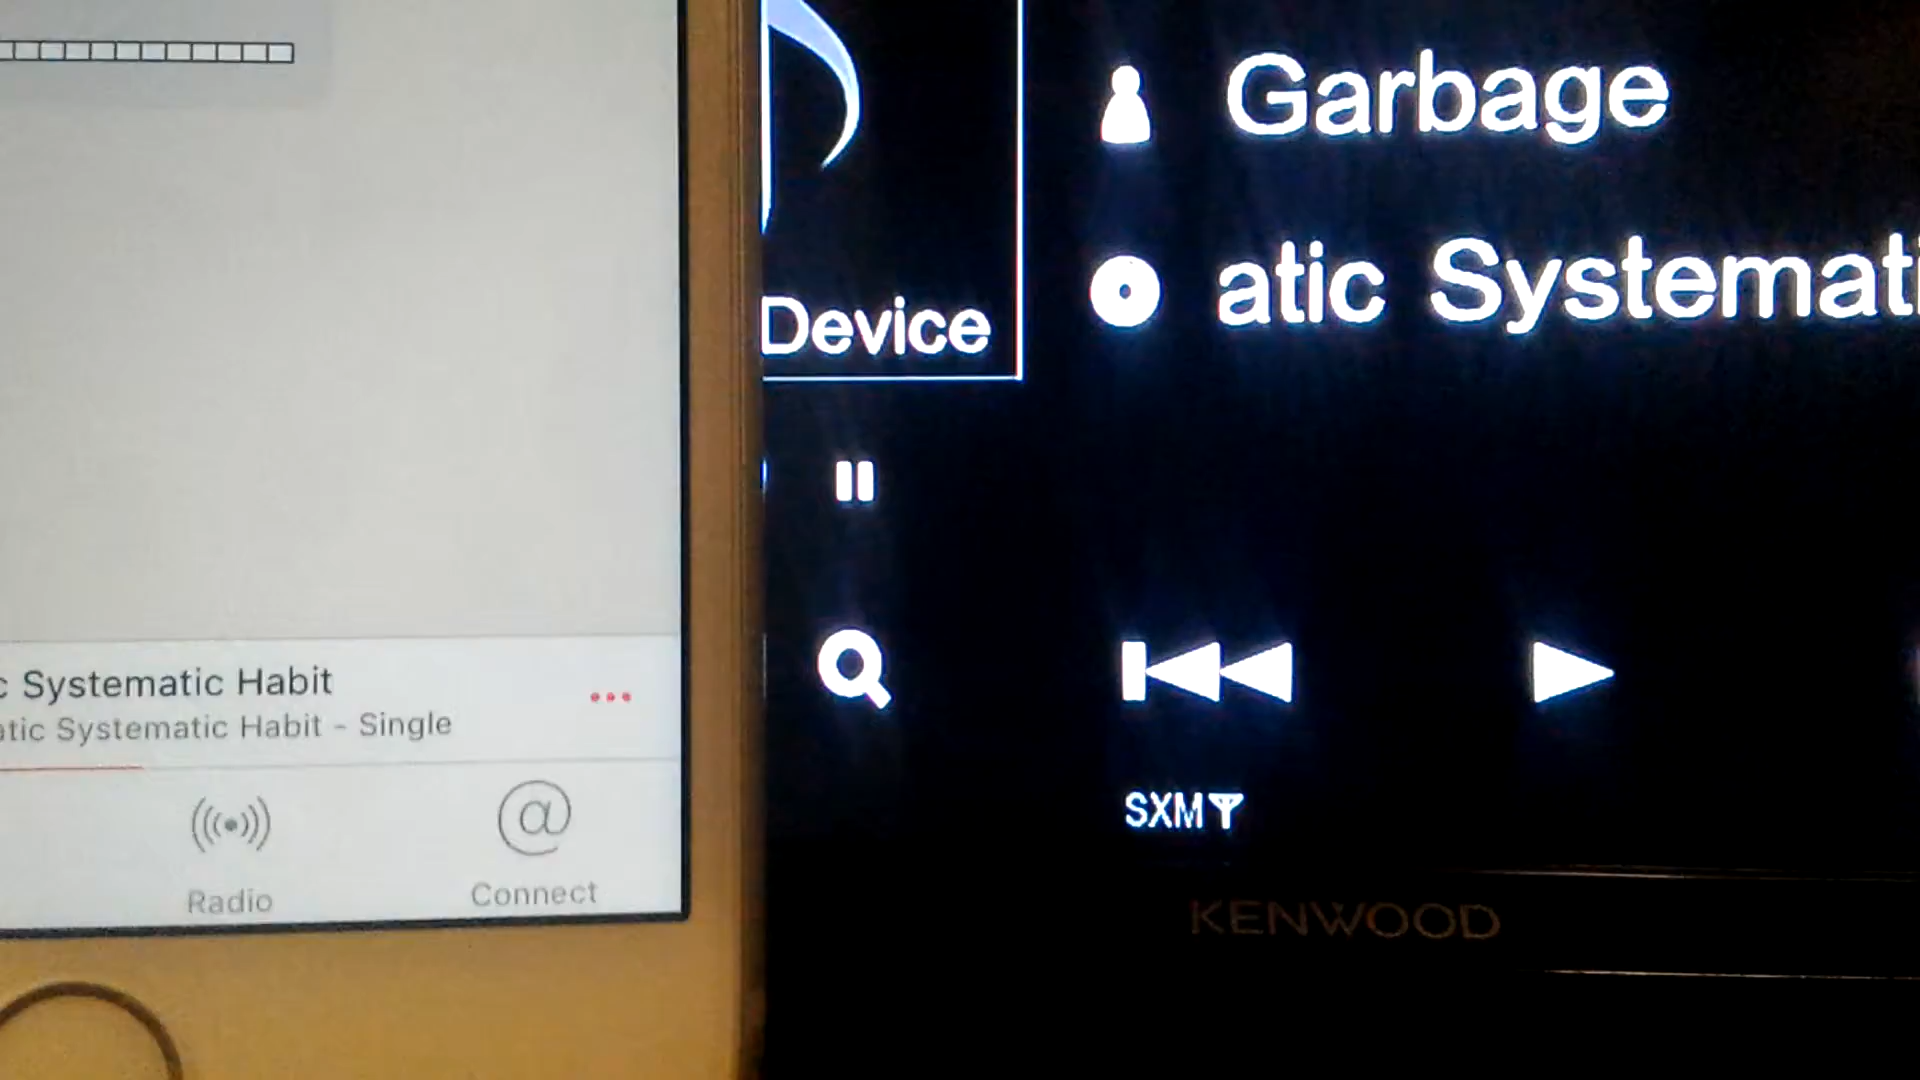 c Systematic Habit
atic Systematic Habit - Single
Radio
Connect
Device
Garbage
atic Systemati
SXM
KENWOOD